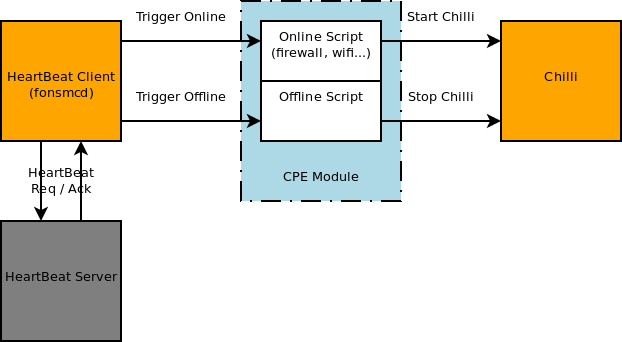 Trigger Online
Start Chilli
Online Script
(firewall, wifi...)
HeartBeat Client
(fonsmcd)
Chilli
Trigger Offline
Offline Script
Stop Chilli
CPE Module
HeartBeat
Req / Ack
HeartBeat Server